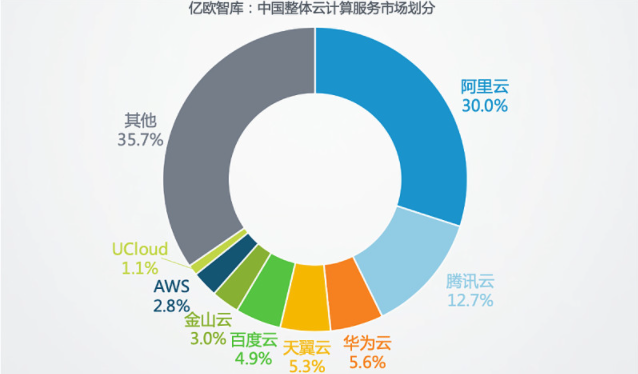 亿欧智库：中国整体云计算服务市场划分
阿里云
30.0%
腾讯云
12.7%
华为云
5.6%
天翼云
5.3%
百度云
4.9%
金山云
3.0%
AWS
2.8%
UCloud
1.1%
其他
35.7%